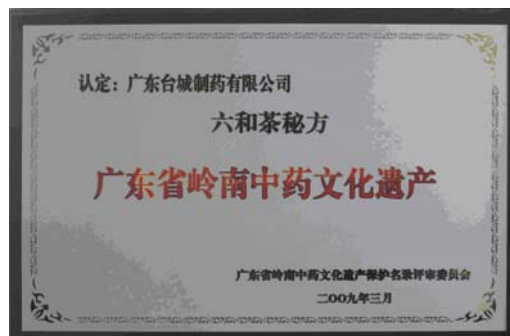 认定：广东台城制药有限公司
六和茶秘方
广东省岭南中药文化遗产
广东省岭南中药文化遗产保护名录评审委员会
二〇〇九年三月